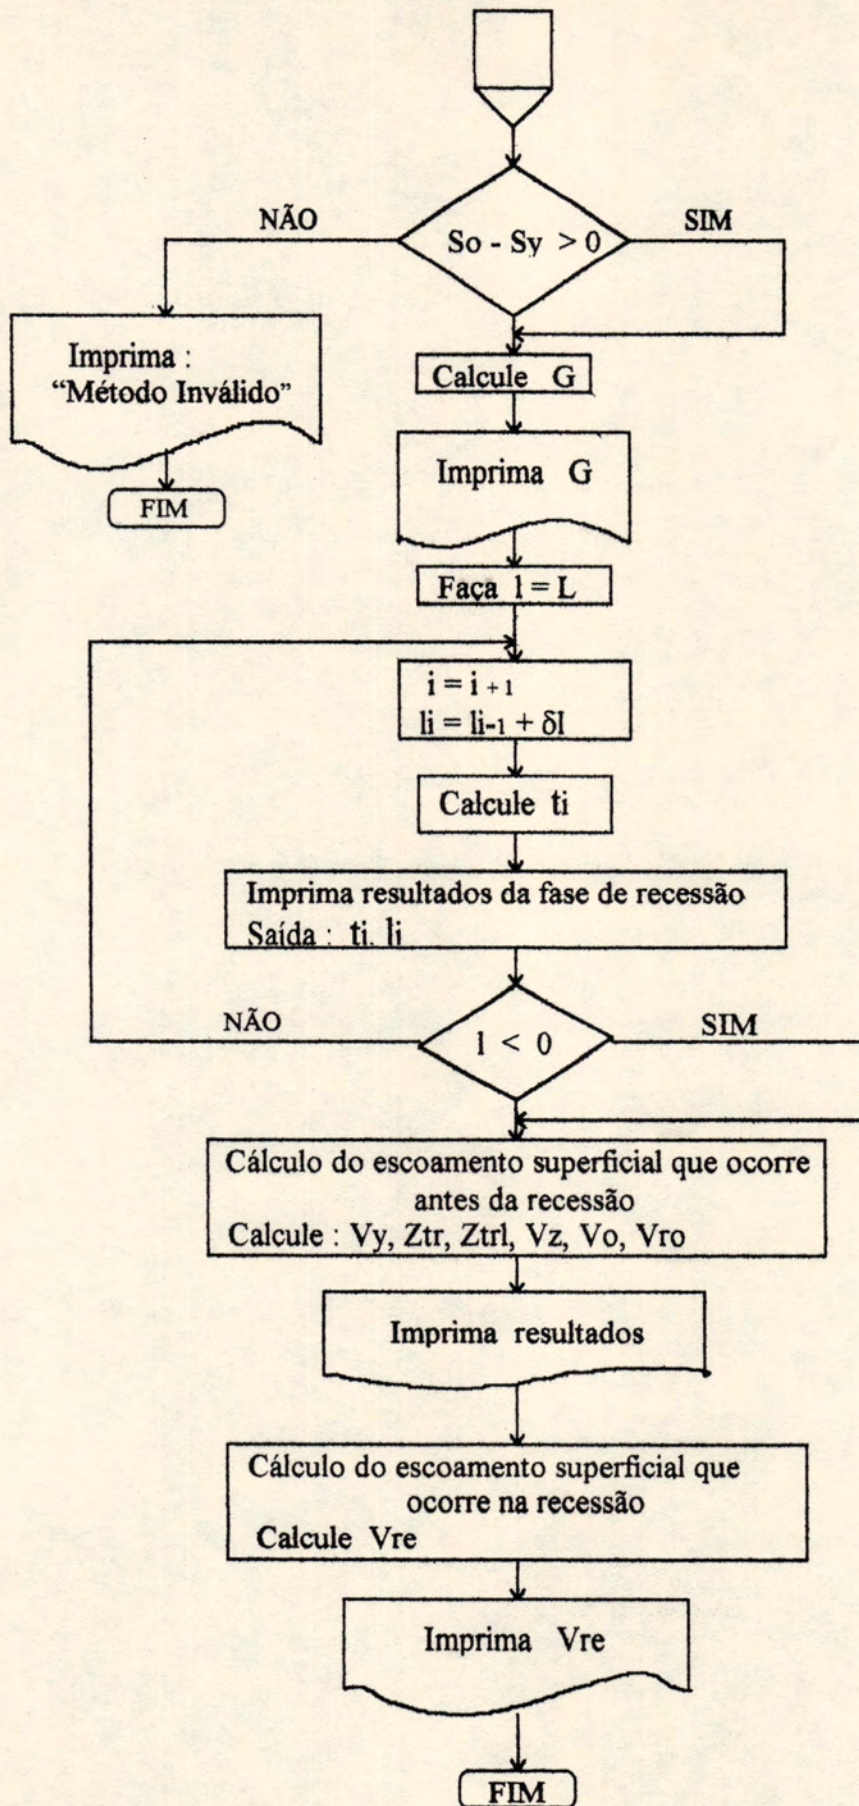 So - Sy > 0
NÃO
SIM
Imprima :
“Método Inválido”
FIM
Calcule G
Imprima G
Faça l = L
i = i + 1
li = li-1 + δl
Calcule ti
Imprima resultados da fase de recessão
Saída : ti, li
l < 0
NÃO
SIM
Cálculo do escoamento superficial que ocorre
antes da recessão
Calcule : Vy, Ztr, Ztrl, Vz, Vo, Vro
Imprima resultados
Cálculo do escoamento superficial que
ocorre na recessão
Calcule Vre
Imprima Vre
FIM